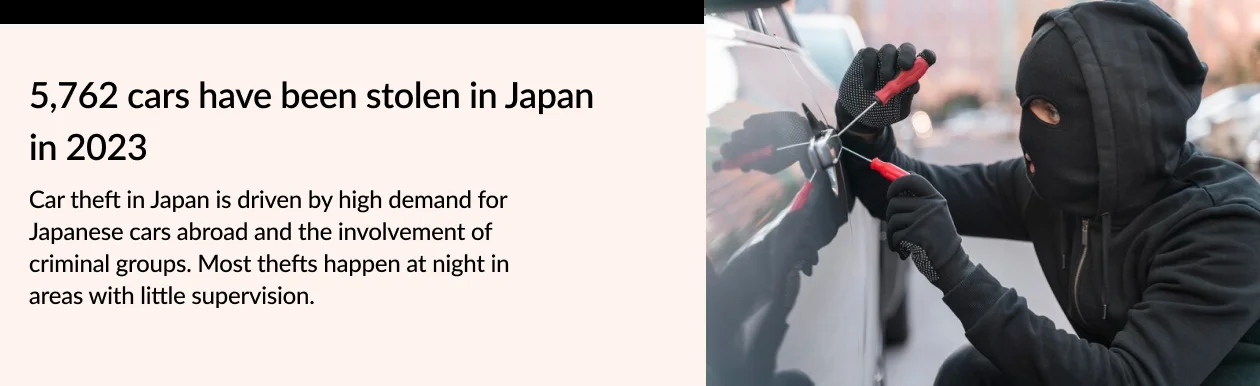 5,762 cars have been stolen in Japan
in 2023
Car theft in Japan is driven by high demand for
Japanese cars abroad and the involvement of
criminal groups. Most thefts happen at night in
areas with little supervision.